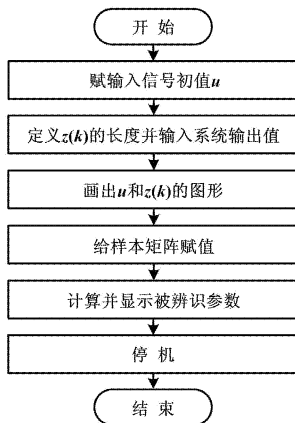 开 始
赋输入信号初值u
定义z(k)的长度并输入系统输出值
画出u和z(k)的图形
给样本矩阵赋值
计算并显示被辨识参数
停 机
结 束